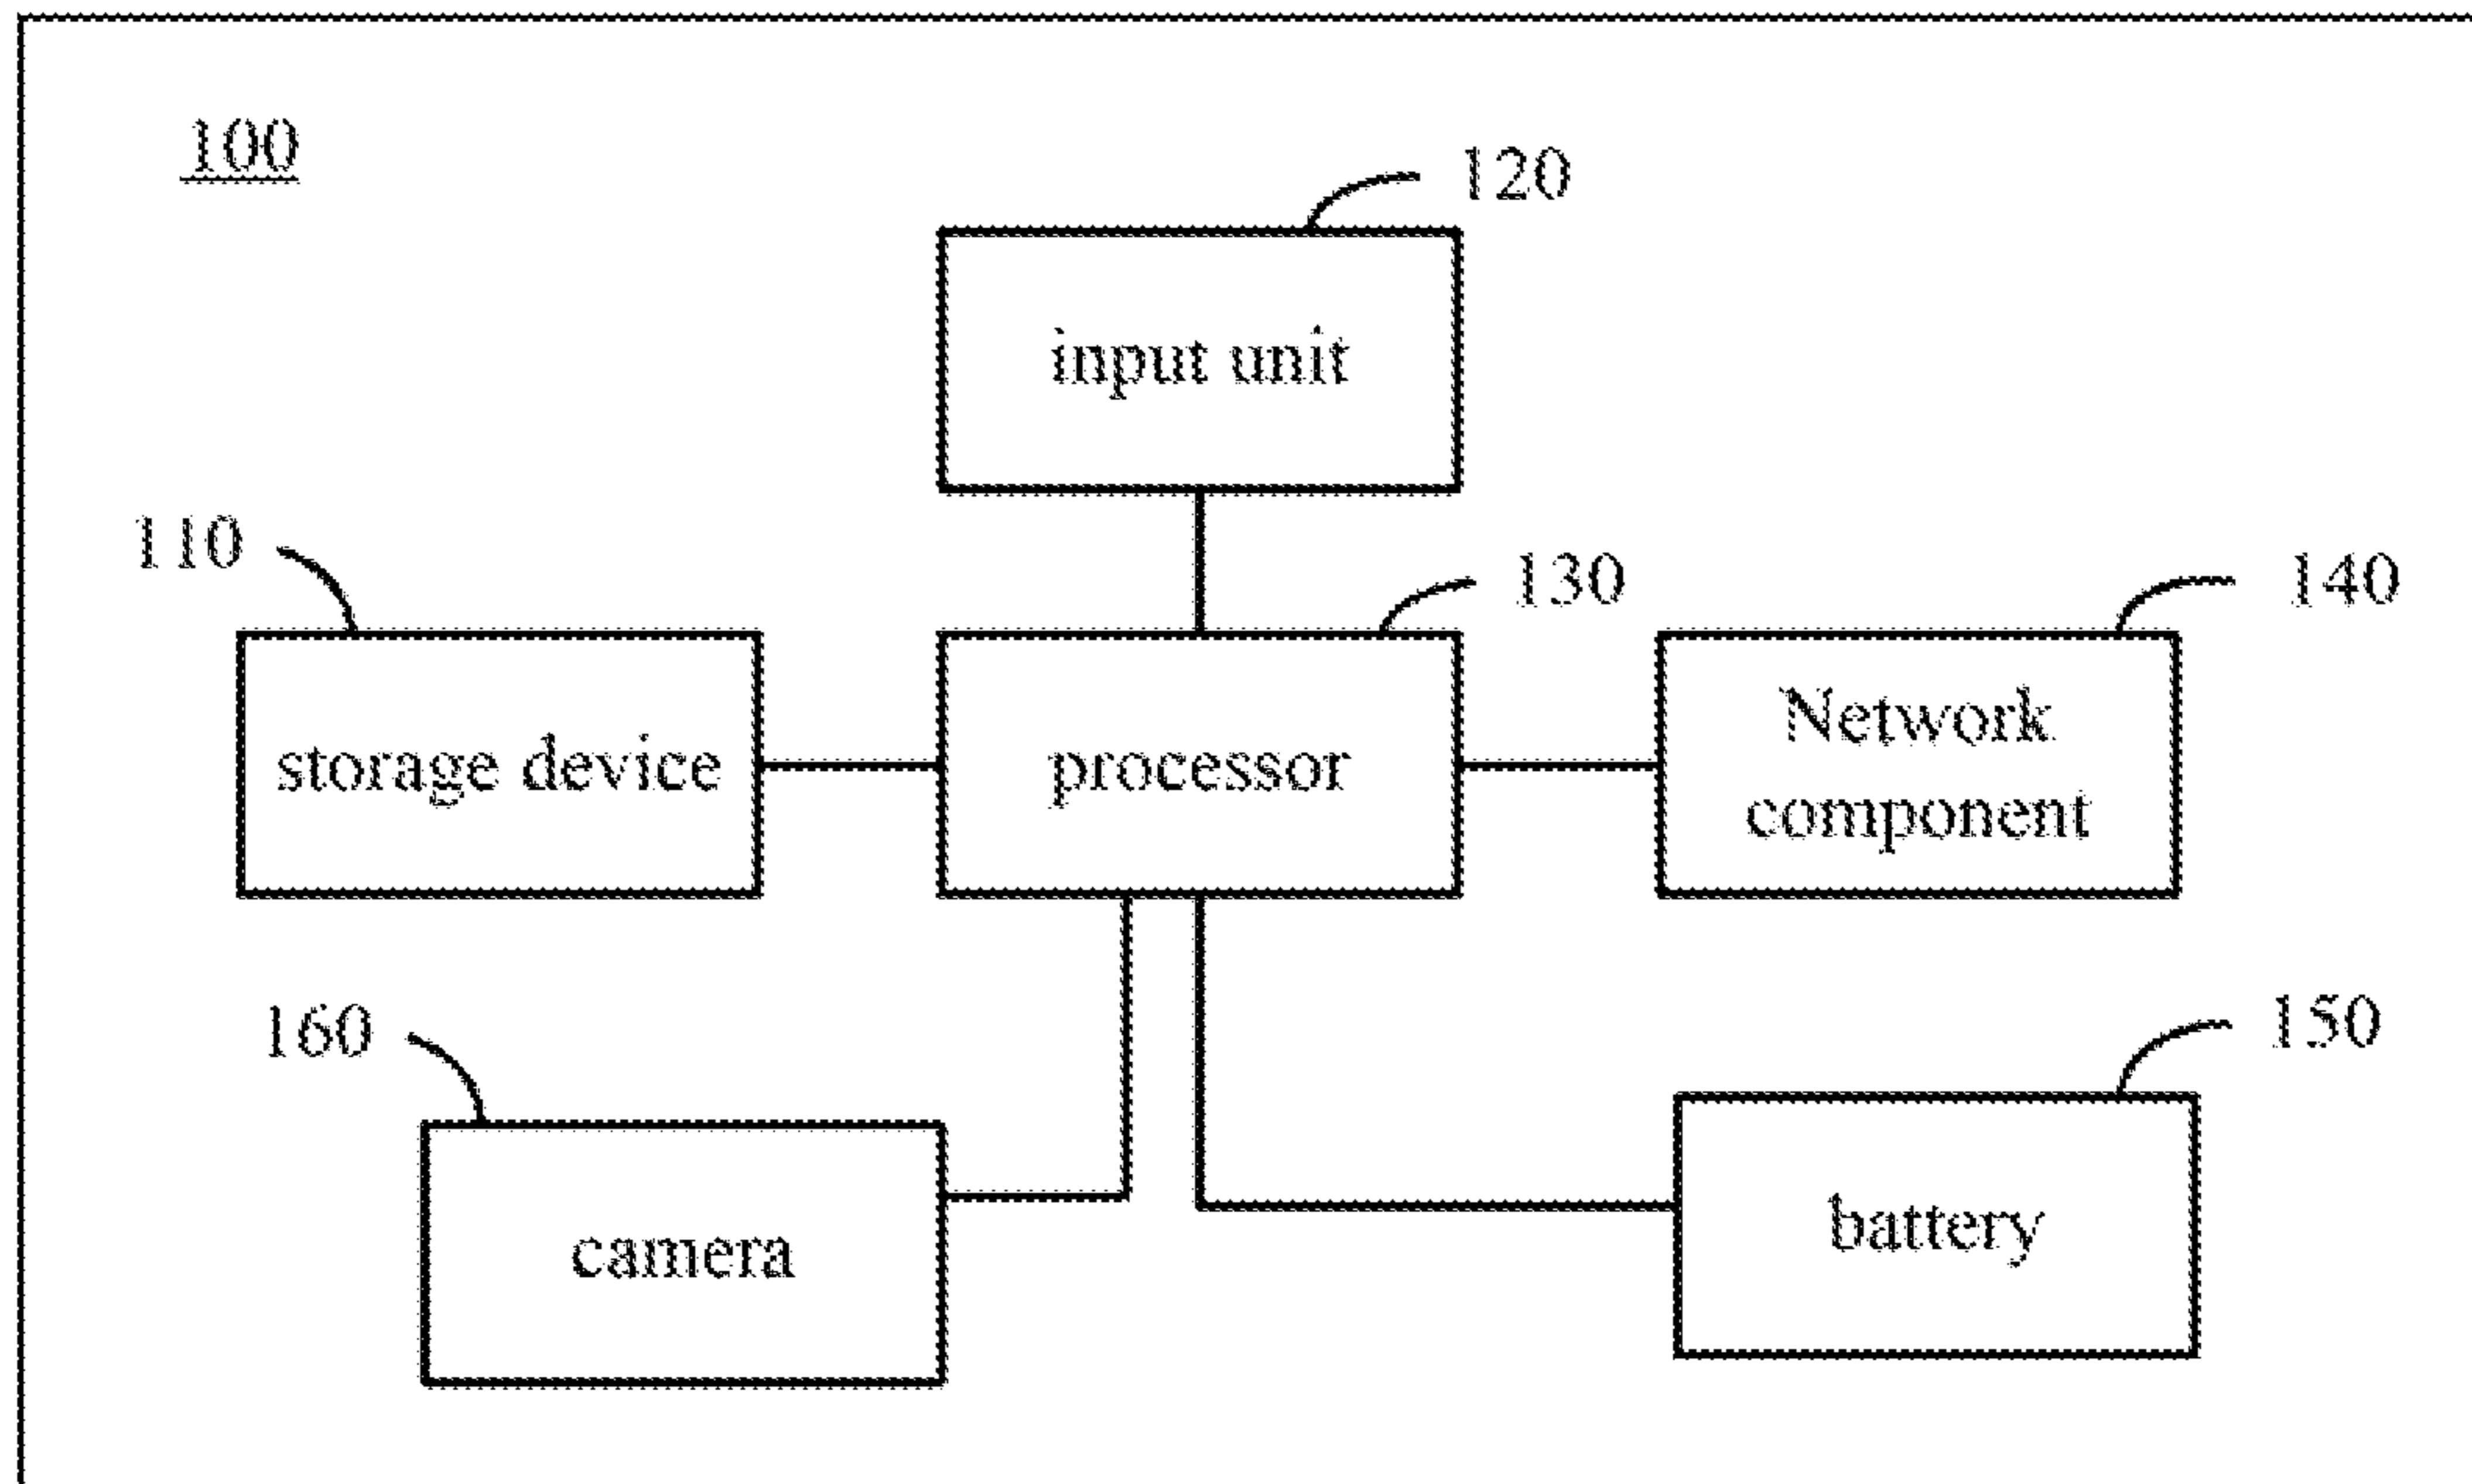 100
120
input unit
110
130
140
storage device
processor
Network
component
160
150
camera
battery